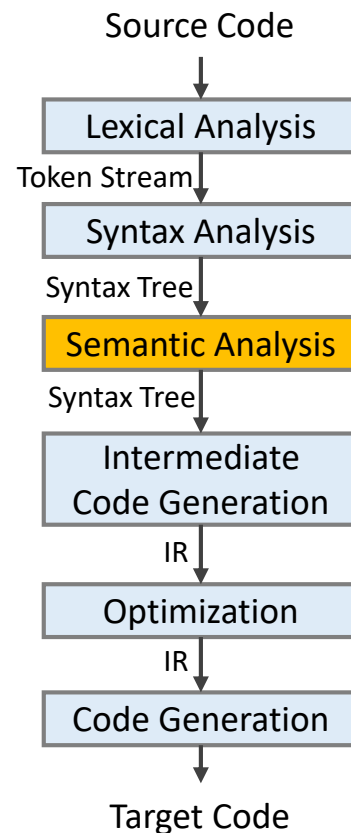 Source Code
Lexical Analysis
Token Stream
Syntax Analysis
Syntax Tree
Semantic Analysis
Syntax Tree
Intermediate
Code Generation
IR
Optimization
IR
Code Generation
Target Code